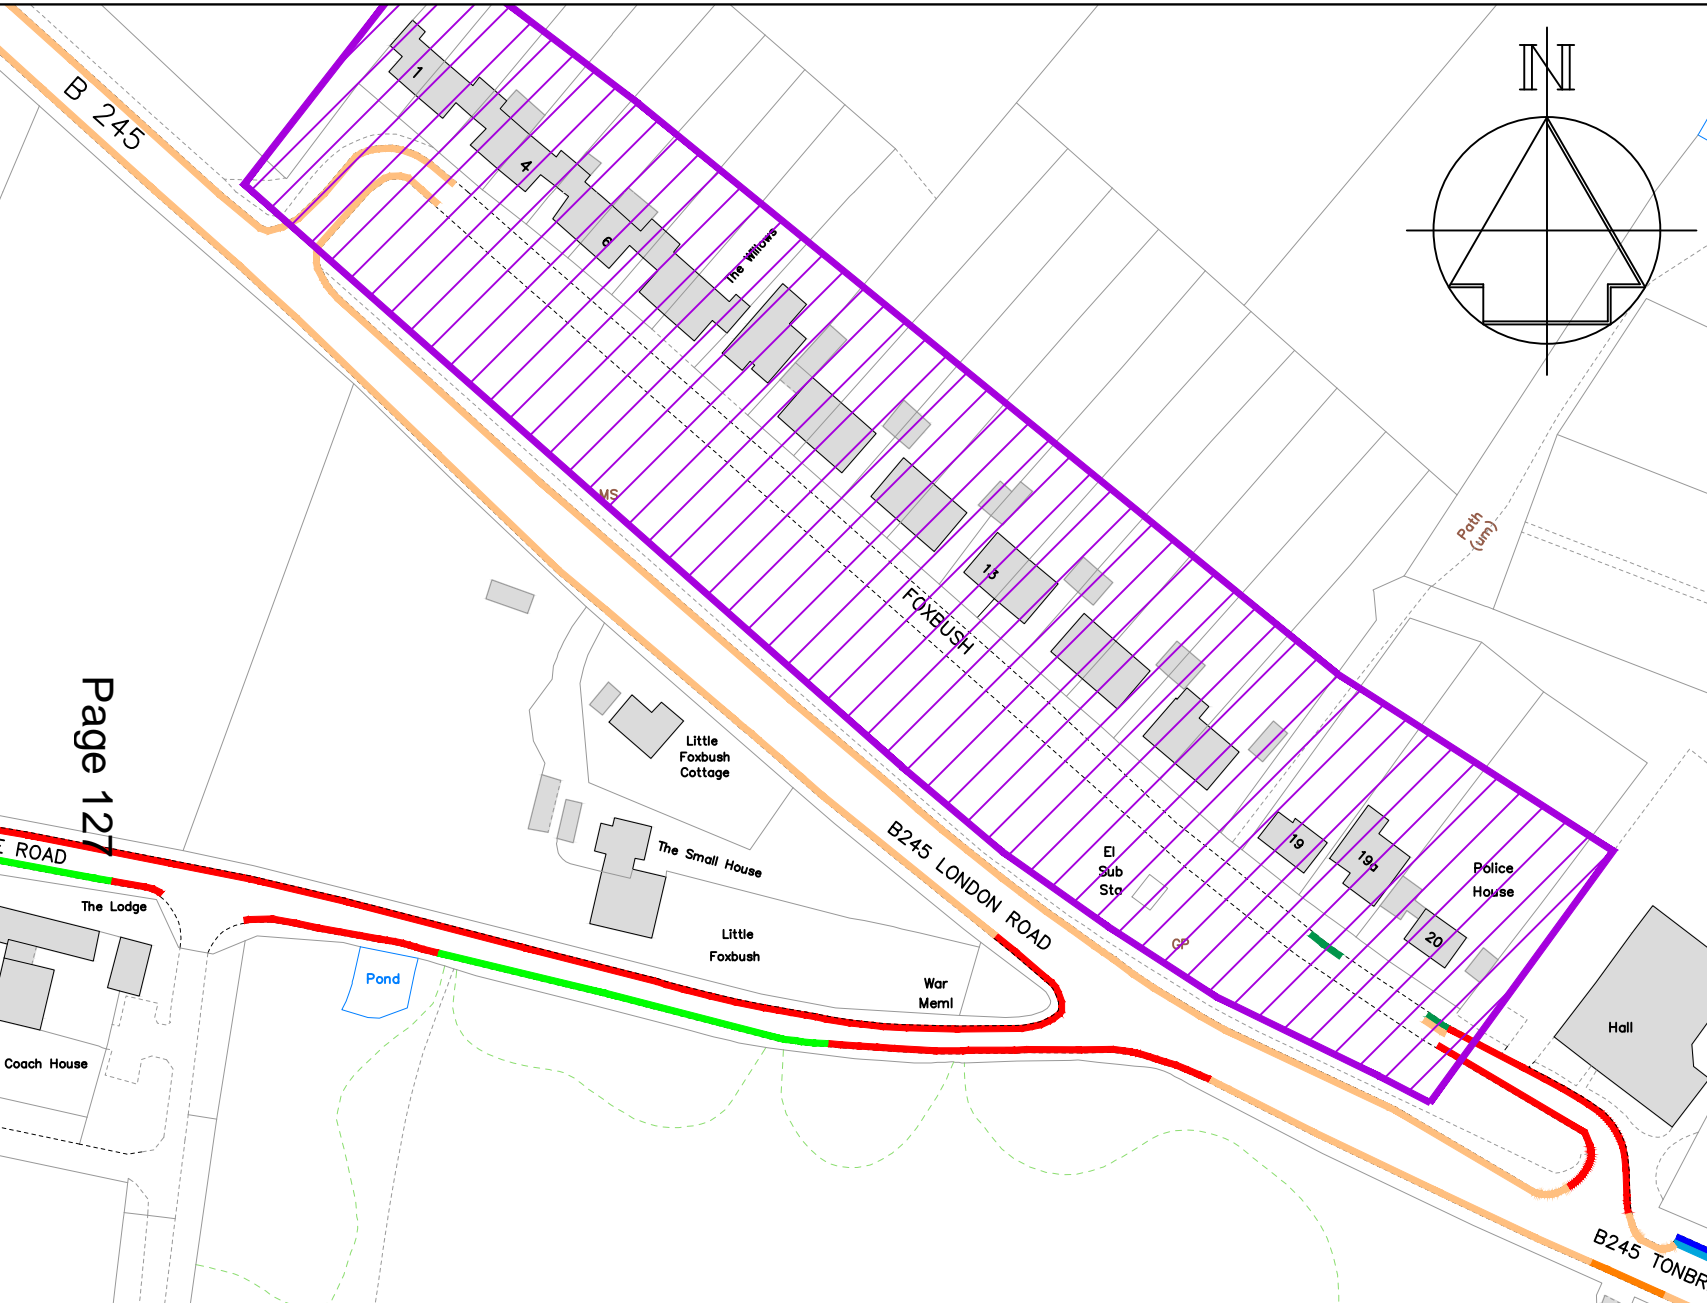 B 245
N
1
4
6
The Willows
MS
13
FOXBUSH
Path
(um)
Page 127
Little
Foxbush
Cottage
The Small House
B245 LONDON ROAD
El
Sub
Sta
19
19a
Police
House
20
GP
E ROAD
The Lodge
Pond
Little
Foxbush
War
Meml
Hall
Coach House
B245 TONBR